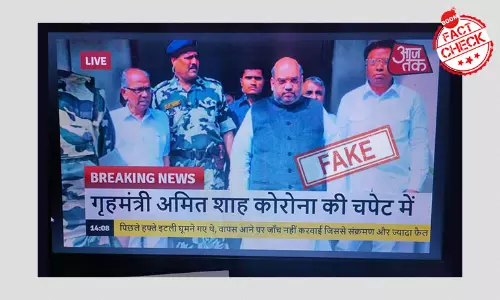 BOOM
FACT
CHECK
LIVE
आज
तक
FAKE
BREAKING NEWS
गृहमंत्री अमित शाह कोरोना की चपेट में
14:08
पिछले हफ्ते इटली घूमने गए थे, वापस आने पर जाँच नहीं करवाई जिससे संक्रमण और ज्यादा फैल